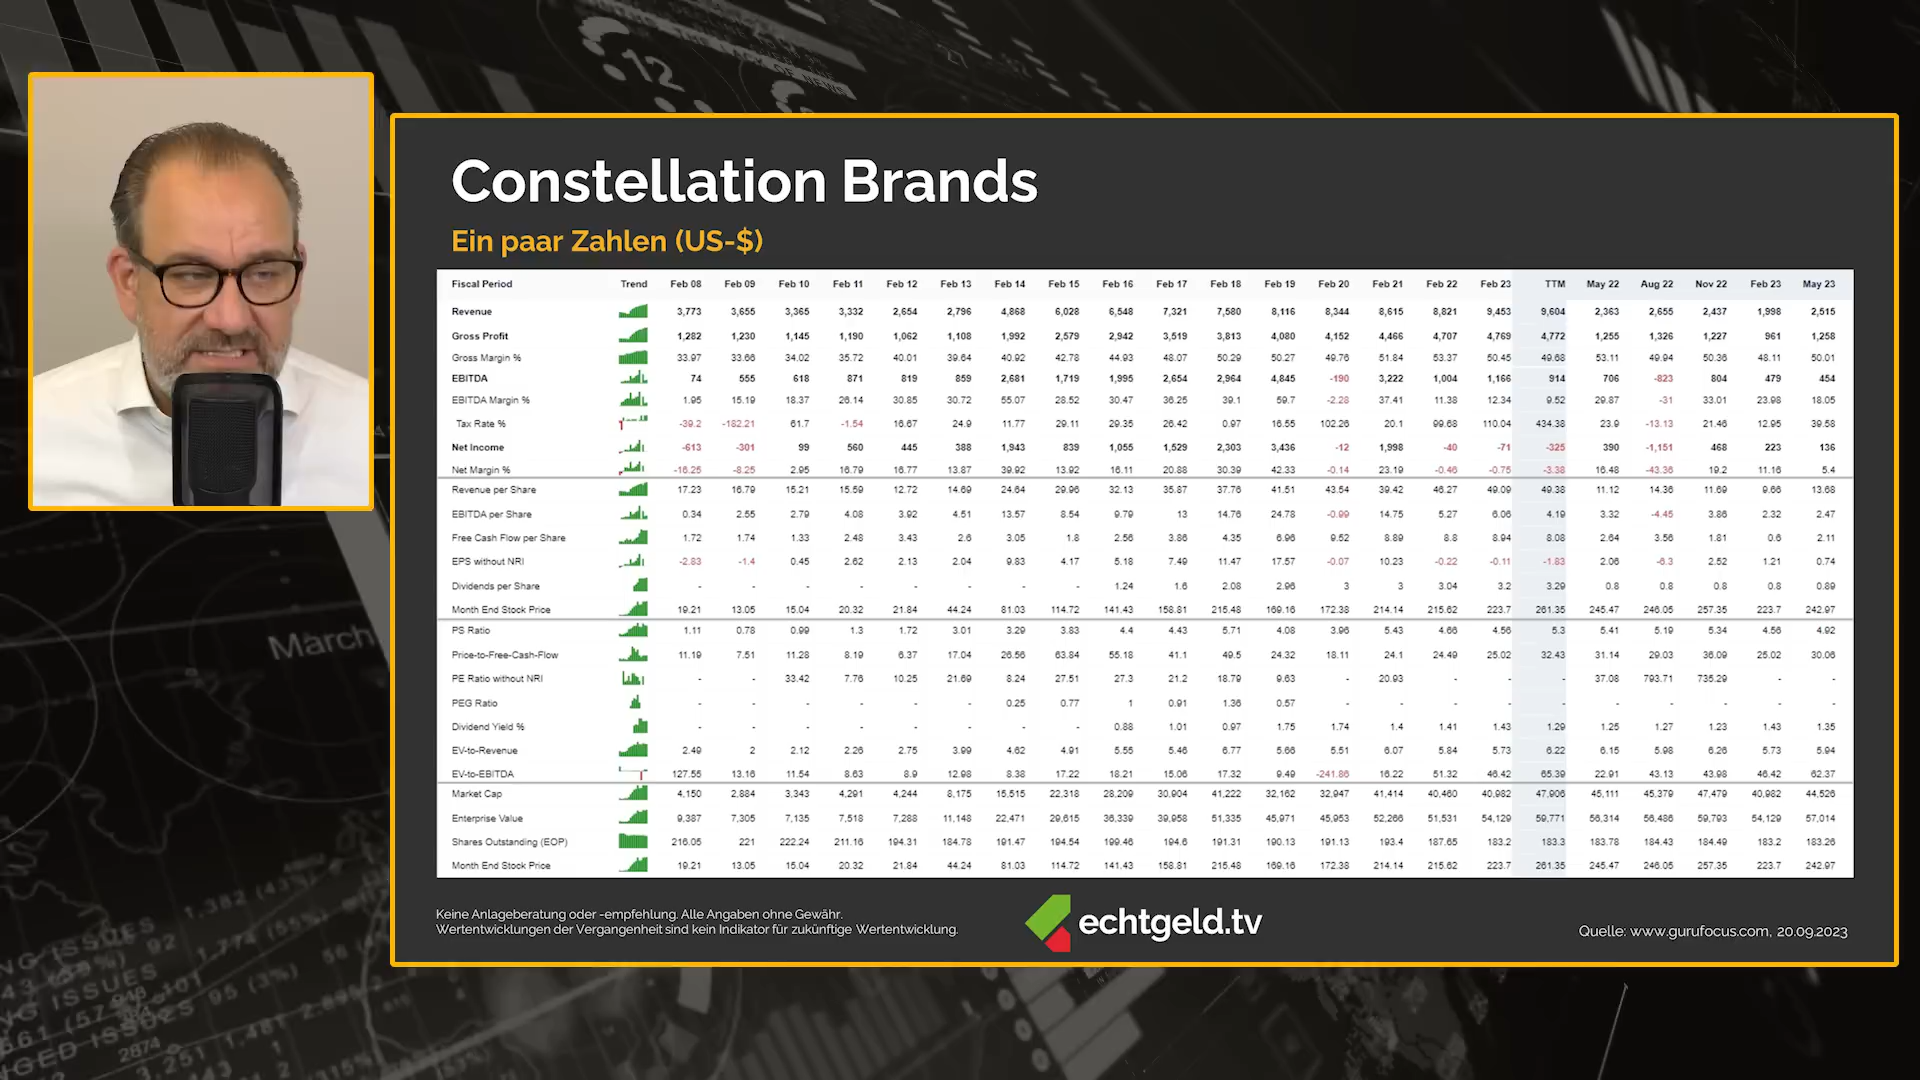 Constellation Brands
Ein paar Zahlen (US-$)
Fiscal Period Trend Feb 08 Feb 09 Feb 10 Feb 11 Feb 12 Feb 13 Feb 14 Feb 15 Feb 16 Feb 17 Feb 18 Feb 19 Feb 20 Feb 21 Feb 22 Feb 23 TTM May 22 Aug 22 Nov 22 Feb 23 May 23
Revenue 3,773 3,655 3,365 3,332 2,654 2,796 4,868 6,028 6,548 7,321 7,580 8,116 8,344 8,615 8,821 9,453 9,604 2,363 2,655 2,437 1,998 2,515
Gross Profit 1,282 1,230 1,145 1,190 1,062 1,108 1,992 2,579 2,942 3,519 3,813 4,080 4,152 4,466 4,707 4,769 4,772 1,255 1,326 1,227 961 1,258
Gross Margin % 33.97 33.66 34.02 35.72 40.01 39.64 40.92 42.78 44.93 48.07 50.29 50.27 49.76 51.84 53.37 50.45 49.68 53.11 49.94 50.36 48.11 50.01
EBITDA 74 555 618 871 819 859 2,681 1,719 1,995 2,654 2,964 4,845 -190 3,222 1,004 1,166 914 706 -823 804 479 454
EBITDA Margin % 1.95 15.19 18.37 26.14 30.85 30.72 55.07 28.52 30.47 36.25 39.1 59.7 -2.28 37.41 11.38 12.34 9.52 29.87 -31 33.01 23.98 18.05
Tax Rate % -39.2 -182.21 61.7 -1.54 16.67 24.9 11.77 29.11 29.35 26.42 0.97 16.55 102.26 20.1 99.68 110.04 434.38 23.9 -13.13 21.46 12.95 39.58
Net Income -613 -301 99 560 445 388 1,943 839 1,055 1,529 2,303 3,436 -12 1,998 -40 -71 -325 390 -1,151 468 223 136
Net Margin % -16.25 -8.25 2.95 16.79 16.77 13.87 39.92 13.92 16.11 20.88 30.39 42.33 -0.14 23.19 -0.46 -0.75 -3.38 16.48 -43.36 19.2 11.16 5.4
Revenue per Share 17.23 16.79 15.21 15.59 12.72 14.69 24.64 29.96 32.13 35.87 37.76 41.51 43.54 39.42 46.27 49.09 49.38 11.12 14.36 11.69 9.66 13.68
EBITDA per Share 0.34 2.55 2.79 4.08 3.92 4.51 13.57 8.54 9.79 13 14.76 24.78 -0.99 14.75 5.27 6.06 4.19 3.32 -4.45 3.86 2.32 2.47
Free Cash Flow per Share 1.72 1.74 1.33 2.48 3.43 2.6 3.05 1.8 2.56 3.86 4.35 6.96 9.52 8.89 8.8 8.94 8.08 2.64 3.56 1.81 0.6 2.11
EPS without NRI -2.83 -1.4 0.45 2.62 2.13 2.04 9.83 4.17 5.18 7.49 11.47 17.57 -0.07 10.23 -0.22 -0.11 -1.83 2.06 -6.3 2.52 1.21 0.74
Dividends per Share - - - - - - - - 1.24 1.6 2.08 2.96 3 3 3.04 3.2 3.29 0.8 0.8 0.8 0.8 0.89
Month End Stock Price 19.21 13.05 15.04 20.32 21.84 44.24 81.03 114.72 141.43 158.81 215.48 169.16 172.38 214.14 215.62 223.7 261.35 245.47 246.05 257.35 223.7 242.97
PS Ratio 1.11 0.78 0.99 1.3 1.72 3.01 3.29 3.83 4.4 4.43 5.71 4.08 3.96 5.43 4.66 4.56 5.3 5.41 5.19 5.34 4.56 4.92
Price-to-Free-Cash-Flow 11.19 7.51 11.28 8.19 6.37 17.04 26.56 63.84 55.18 41.1 49.5 24.32 18.11 24.1 24.49 25.02 32.43 31.14 29.03 36.09 25.02 30.06
PE Ratio without NRI - - 33.42 7.76 10.25 21.69 8.24 27.51 27.3 21.2 18.79 9.63 - 20.93 - - - 37.08 793.71 735.29 - -
PEG Ratio - - - - - - 0.25 0.77 1 0.91 1.36 0.57 - - - - - - - - - -
Dividend Yield % - - - - - - - - 0.88 1.01 0.97 1.75 1.74 1.4 1.41 1.43 1.29 1.25 1.27 1.23 1.43 1.35
EV-to-Revenue 2.49 2 2.12 2.26 2.75 3.99 4.62 4.91 5.55 5.46 6.77 5.66 5.51 6.07 5.84 5.73 6.22 6.15 5.98 6.26 5.73 5.94
EV-to-EBITDA 127.55 13.16 11.54 8.63 8.9 12.98 8.38 17.22 18.21 15.06 17.32 9.49 -241.86 16.22 51.32 46.42 65.39 22.91 43.13 43.98 46.42 62.37
Market Cap 4,150 2,884 3,343 4,291 4,244 8,175 15,515 22,318 28,209 30,904 41,222 32,162 32,947 41,414 40,460 40,982 47,906 45,111 45,379 47,479 40,982 44,526
Enterprise Value 9,387 7,305 7,135 7,518 7,288 11,148 22,471 29,615 36,339 39,958 51,335 45,971 45,953 52,266 51,531 54,129 59,771 56,314 56,486 59,793 54,129 57,014
Shares Outstanding (EOP) 216.05 221 222.24 211.16 194.31 184.78 191.47 194.54 199.46 194.6 191.31 190.13 191.13 193.4 187.65 183.2 183.3 183.78 184.43 184.49 183.2 183.26
Month End Stock Price 19.21 13.05 15.04 20.32 21.84 44.24 81.03 114.72 141.43 158.81 215.48 169.16 172.38 214.14 215.62 223.7 261.35 245.47 246.05 257.35 223.7 242.97
Keine Anlageberatung oder -empfehlung. Alle Angaben ohne Gewähr.
Wertentwicklungen der Vergangenheit sind kein Indikator für zukünftige Wertentwicklung.
echtgeld.tv
Quelle: www.gurufocus.com, 20.09.2023
March